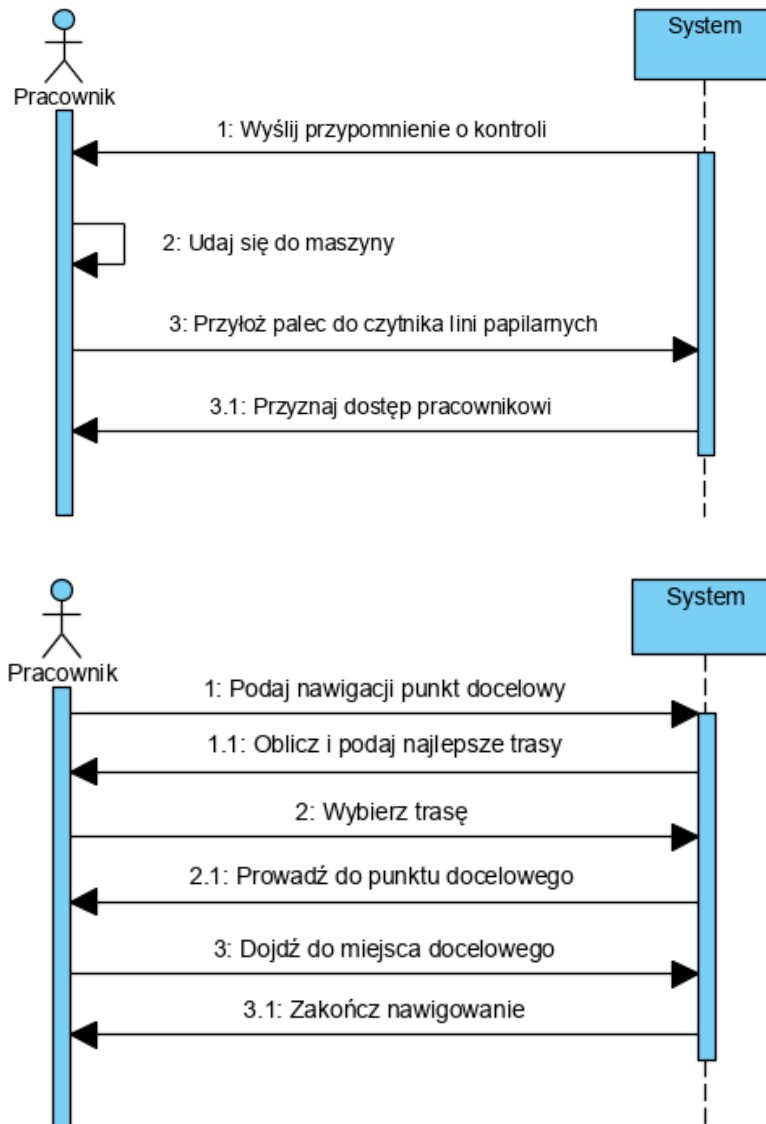 System
Pracownik
1: Wyślij przypomnienie o kontroli
2: Udaj się do maszyny
3: Przyłoż palec do czytnika lini papilarnych
3.1: Przyznaj dostęp pracownikowi
System
Pracownik
1: Podaj nawigacji punkt docelowy
1.1: Oblicz i podaj najlepsze trasy
2: Wybierz trasę
2.1: Prowadź do punktu docelowego
3: Dojdź do miejsca docelowego
3.1: Zakończ nawigowanie